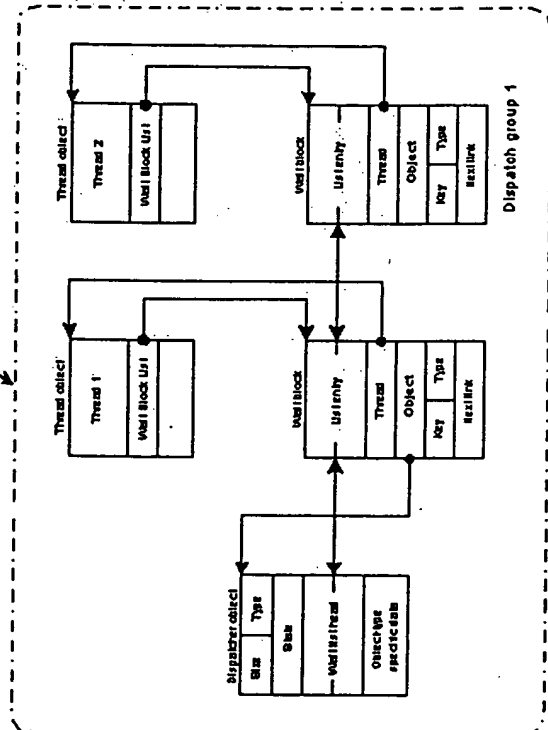 Thread object
Thread 1
Wait Block List
Thread object
Thread 2
Wait Block List
Dispatcher object
Size
Type
State
Wait list head
Object type
specific data
Wait block
List entry
Thread
Object
Key
Type
Next link
Wait block
List entry
Thread
Object
Key
Type
Next link
Dispatch group 1